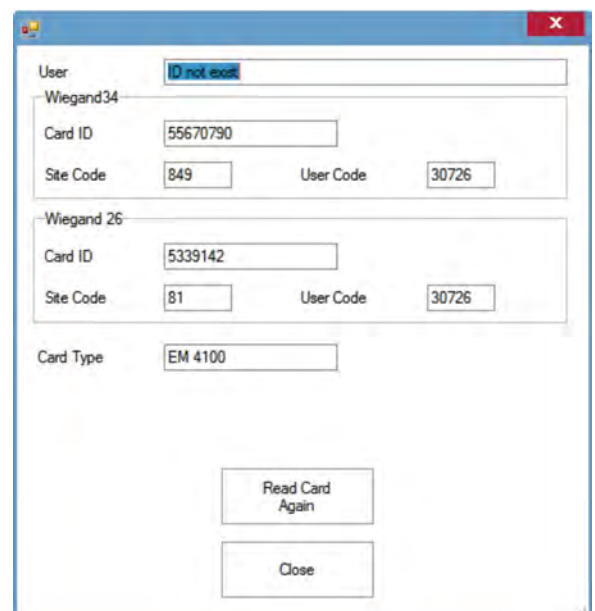 User ID not exist
Wiegand34
Card ID 55670790
Site Code 849 User Code 30726
Wiegand 26
Card ID 5339142
Site Code 81 User Code 30726
Card Type EM 4100
Read Card
Again
Close